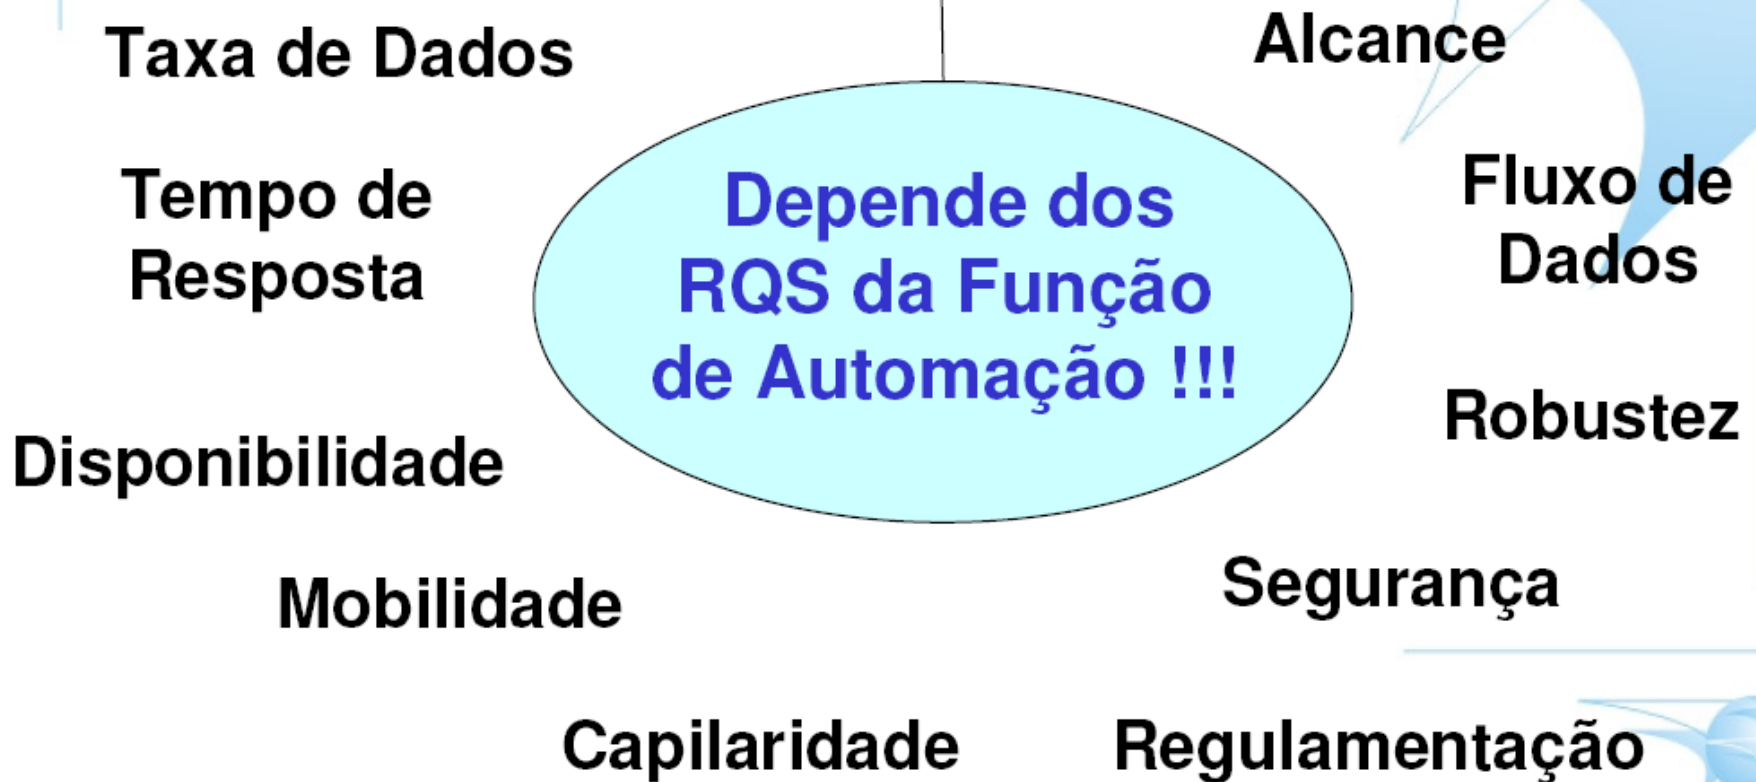 Taxa de Dados
Alcance
Tempo de
Resposta
Depende dos
RQS da Função
de Automação !!!
Fluxo de
Dados
Robustez
Disponibilidade
Mobilidade
Segurança
Capilaridade
Regulamentação